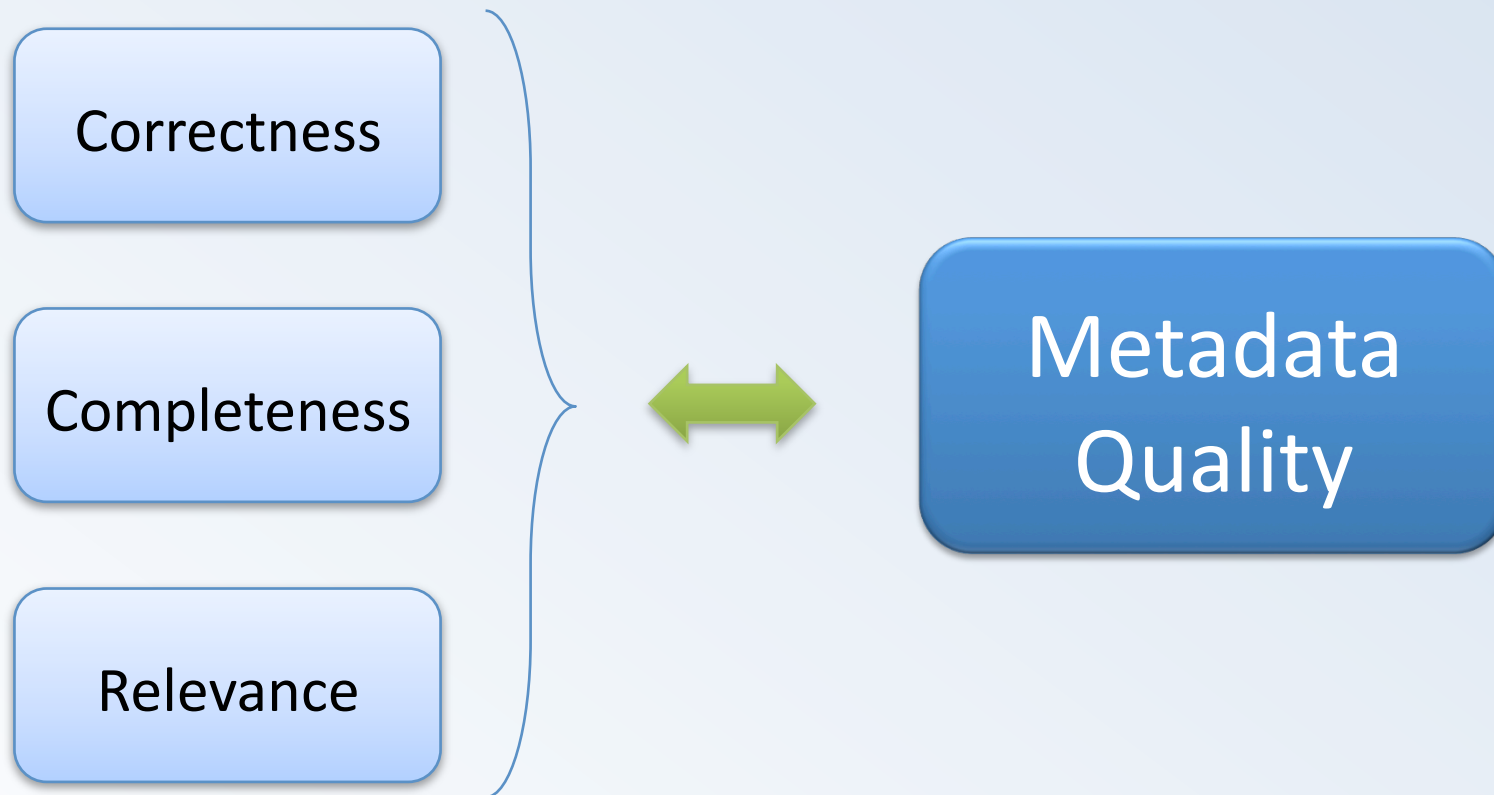 Correctness
Completeness
Relevance
Metadata
Quality